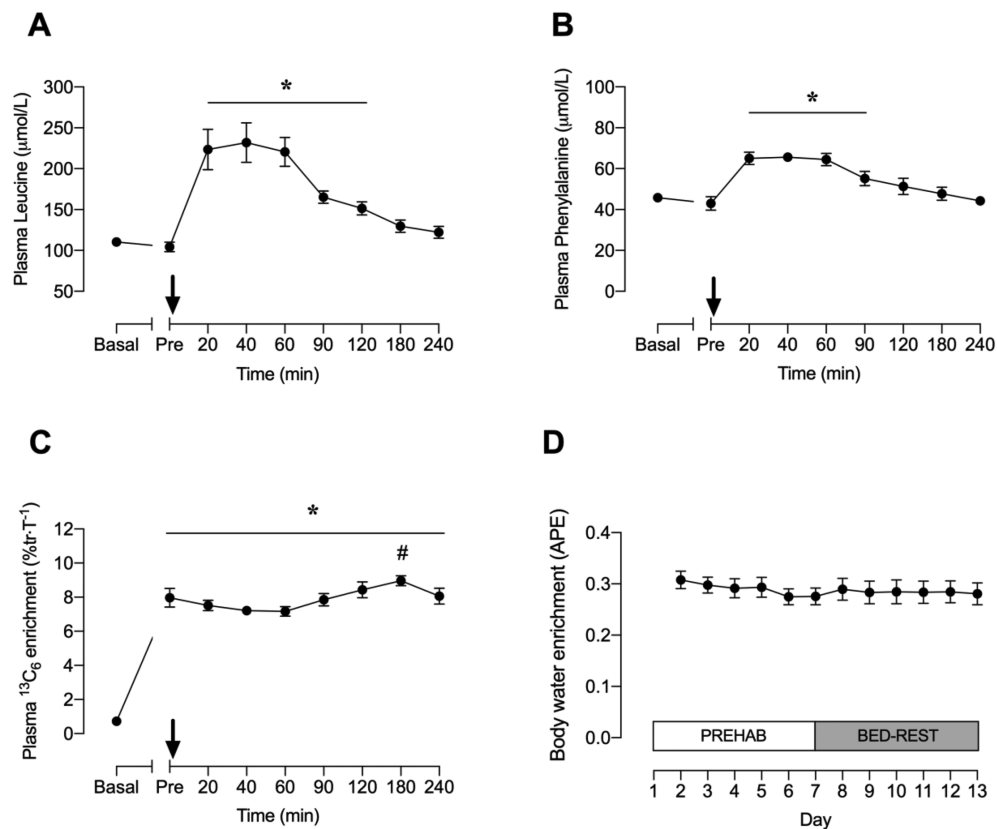 A
Plasma Leucine (μmol/L)
300
250
200
150
100
50
*
Basal Pre 20 40 60 90 120 180 240
Time (min)
B
Plasma Phenylalanine (μmol/L)
100
80
60
40
20
0
*
Basal Pre 20 40 60 90 120 180 240
Time (min)
C
Plasma ¹³C₆ enrichment (%tr·T⁻¹)
12
10
8
6
4
2
0
*
#
Basal Pre 20 40 60 90 120 180 240
Time (min)
D
Body water enrichment (APE)
0.4
0.3
0.2
0.1
0.0
PREHAB BED-REST
1 2 3 4 5 6 7 8 9 10 11 12 13
Day